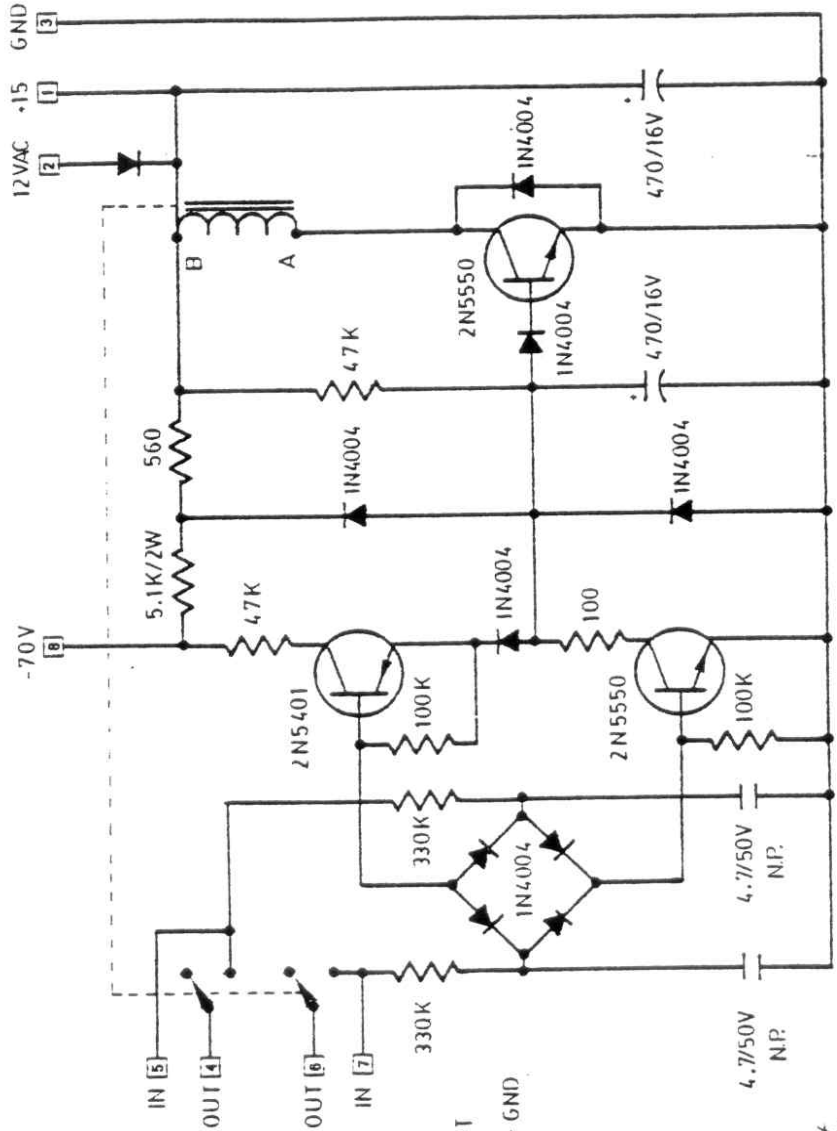 GND 3
+15 1
12VAC 2
-70V 8
B
A
1N4004
470/16V
2N5550
1N4004
47K
470/16V
560
1N4004
1N4004
5.1K/2W
47K
1N4004
100
2N5401
100K
2N5550
100K
330K
1N4004
4.7/50V
N.P.
330K
4.7/50V
N.P.
IN 5
OUT 4
OUT 6
IN 7
T
GND